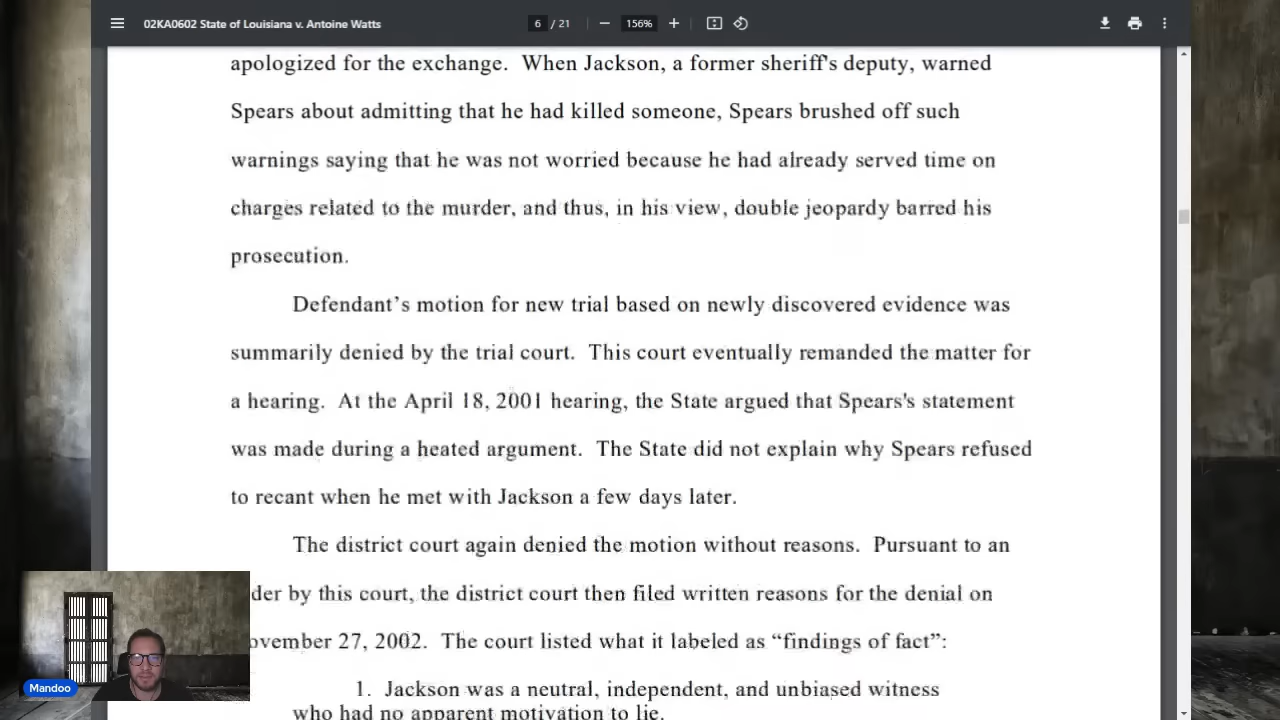 02KA0602 State of Louisiana v. Antoine Watts
6 / 21
156%
apologized for the exchange. When Jackson, a former sheriff's deputy, warned
Spears about admitting that he had killed someone, Spears brushed off such
warnings saying that he was not worried because he had already served time on
charges related to the murder, and thus, in his view, double jeopardy barred his
prosecution.
Defendant's motion for new trial based on newly discovered evidence was
summarily denied by the trial court. This court eventually remanded the matter for
a hearing. At the April 18, 2001 hearing, the State argued that Spears's statement
was made during a heated argument. The State did not explain why Spears refused
to recant when he met with Jackson a few days later.
The district court again denied the motion without reasons. Pursuant to an
der by this court, the district court then filed written reasons for the denial on
ovember 27, 2002. The court listed what it labeled as “findings of fact”:
1. Jackson was a neutral, independent, and unbiased witness
who had no apparent motivation to lie.
Mandoo